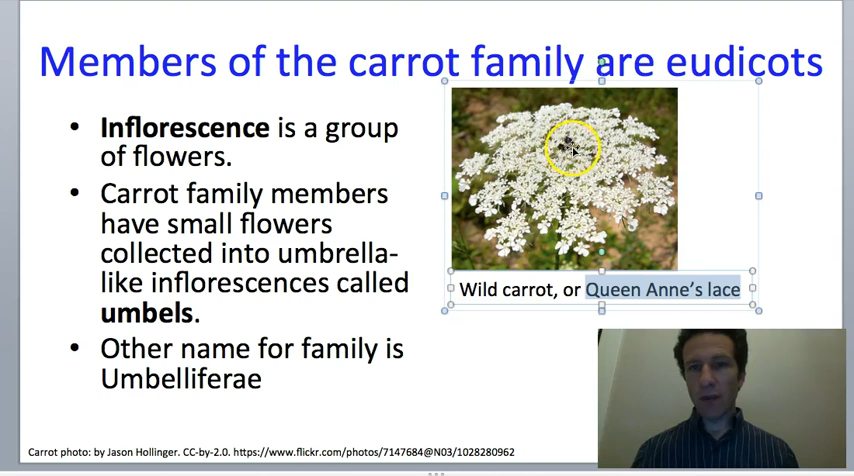 Members of the carrot family are eudicots
• Inflorescence is a group
of flowers.
• Carrot family members
have small flowers
collected into umbrella-
like inflorescences called
umbels.
• Other name for family is
Umbelliferae
Wild carrot, or Queen Anne’s lace
Carrot photo: by Jason Hollinger. CC-by-2.0. https://www.flickr.com/photos/7147684@N03/1028280962